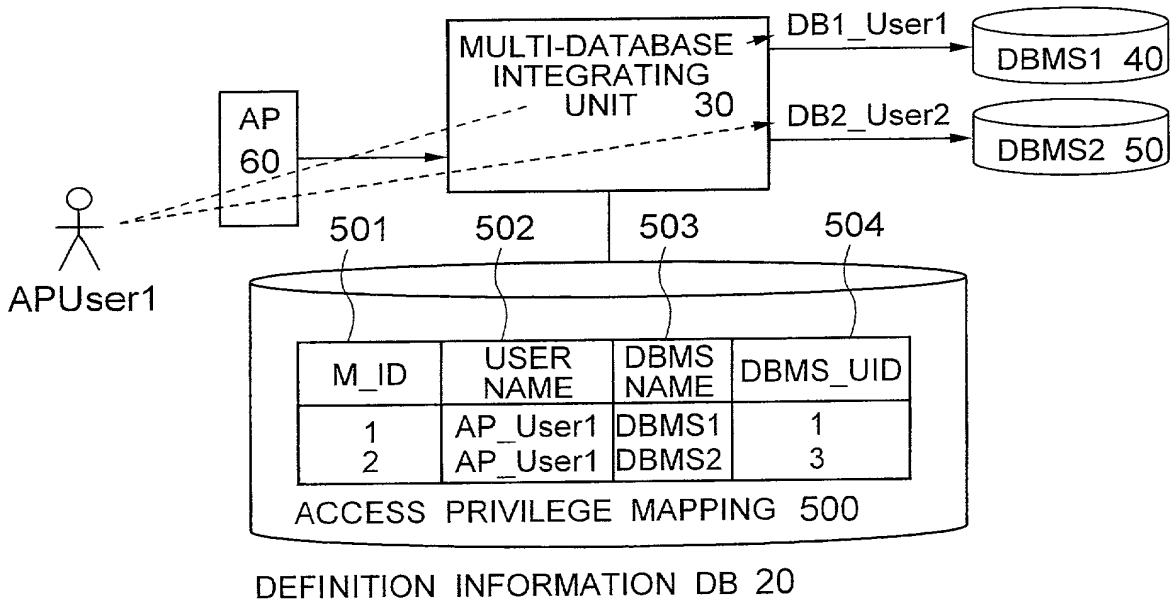 DB1_User1
MULTI-DATABASE
INTEGRATING
UNIT 30
DBMS1 40
DB2_User2
DBMS2 50
AP
60
APUser1
501 502 503 504
M_ID USER NAME DBMS NAME DBMS_UID
1 AP_User1 DBMS1 1
2 AP_User1 DBMS2 3
ACCESS PRIVILEGE MAPPING 500
DEFINITION INFORMATION DB 20